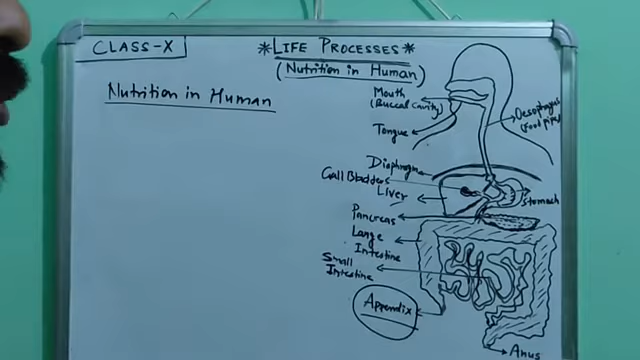 CLASS-X
*LIFE PROCESSES*
(Nutrition in Human)
Nutrition in Human
Mouth
(Buccal cavity)
Oesophagus
(Food pipe)
Tongue
Diaphragm
Gall Bladder
Liver
Stomach
Pancreas
Large
Intestine
Small
Intestine
Appendix
Anus